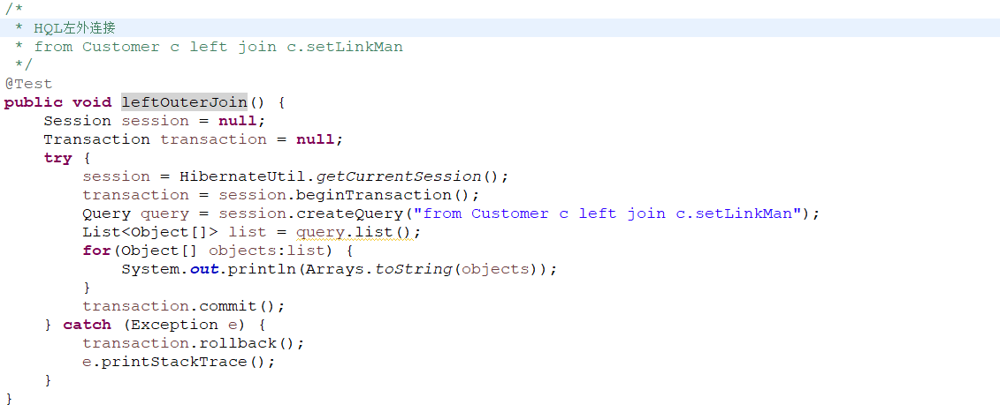 /*
 * HQL左外连接
 * from Customer c left join c.setLinkMan
 */
@Test
public void leftOuterJoin() {
    Session session = null;
    Transaction transaction = null;
    try {
        session = HibernateUtil.getCurrentSession();
        transaction = session.beginTransaction();
        Query query = session.createQuery("from Customer c left join c.setLinkMan");
        List<Object[]> list = query.list();
        for(Object[] objects:list) {
            System.out.println(Arrays.toString(objects));
        }
        transaction.commit();
    } catch (Exception e) {
        transaction.rollback();
        e.printStackTrace();
    }
}